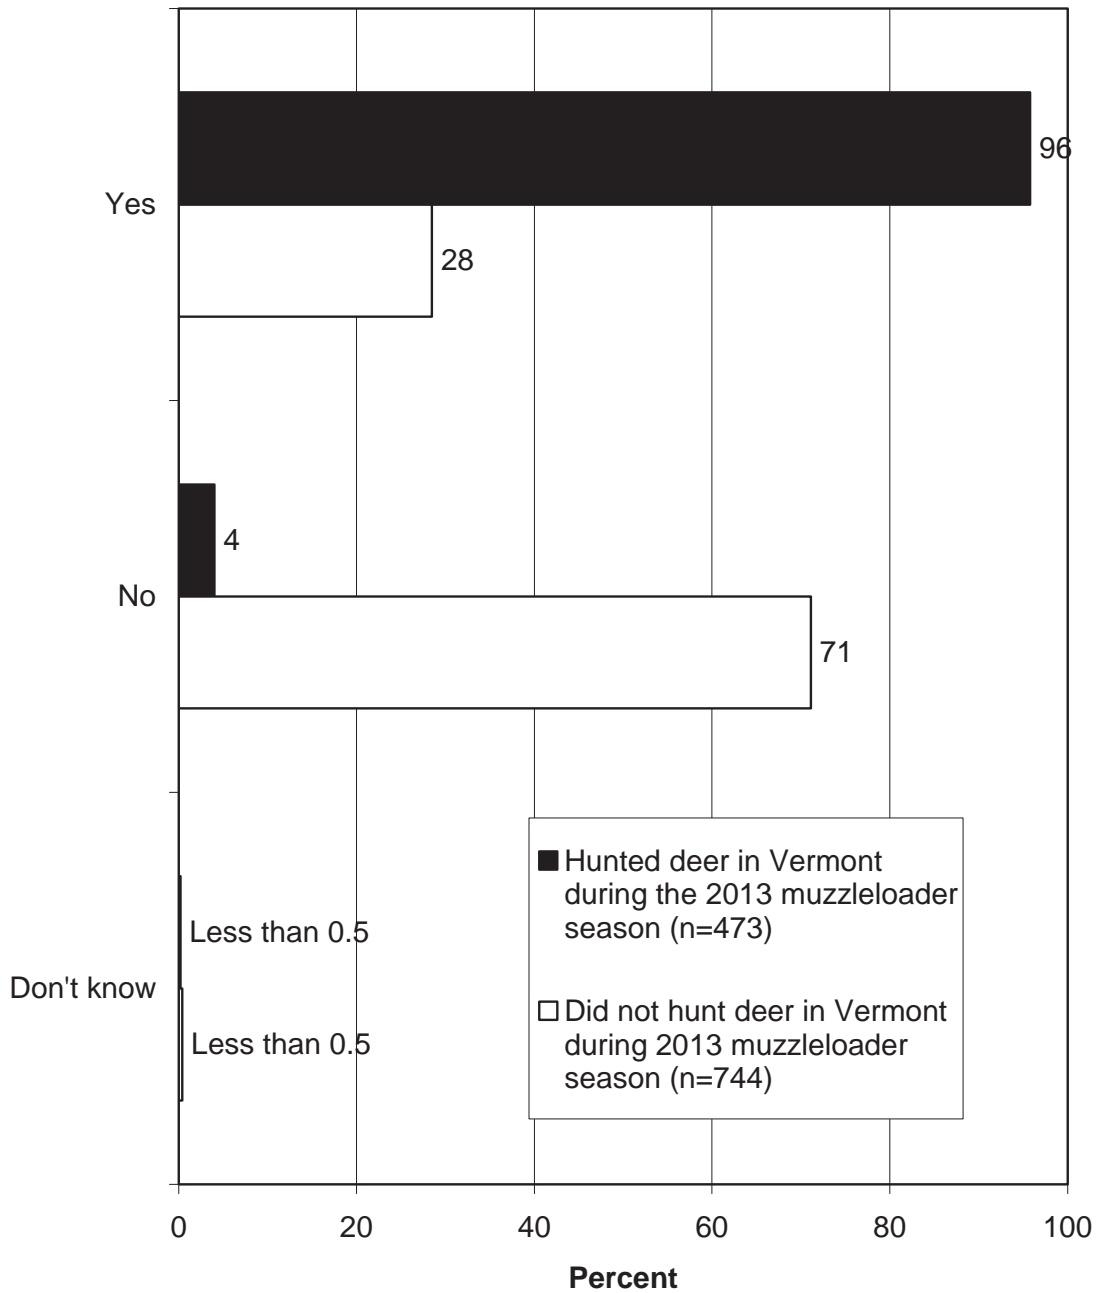 96
Yes
28
4
No
71
Hunted deer in Vermont
during the 2013 muzzleloader
season (n=473)
Less than 0.5
Don't know
Did not hunt deer in Vermont
during 2013 muzzleloader
season (n=744)
Less than 0.5
0 20 40 60 80 100
Percent